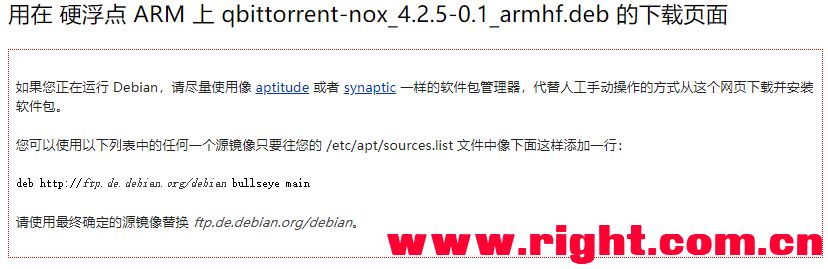 用在 硬浮点 ARM 上 qbittorrent-nox_4.2.5-0.1_armhf.deb 的下载页面
如果您正在运行 Debian，请尽量使用像 aptitude 或者 synaptic 一样的软件包管理器，代替人工手动操作的方式从这个网页下载并安装
软件包。
您可以使用以下列表中的任何一个源镜像只要往您的 /etc/apt/sources.list 文件中像下面这样添加一行：
deb http://ftp.de.debian.org/debian bullseye main
请使用最终确定的源镜像替换 ftp.de.debian.org/debian。
www.right.com.cn